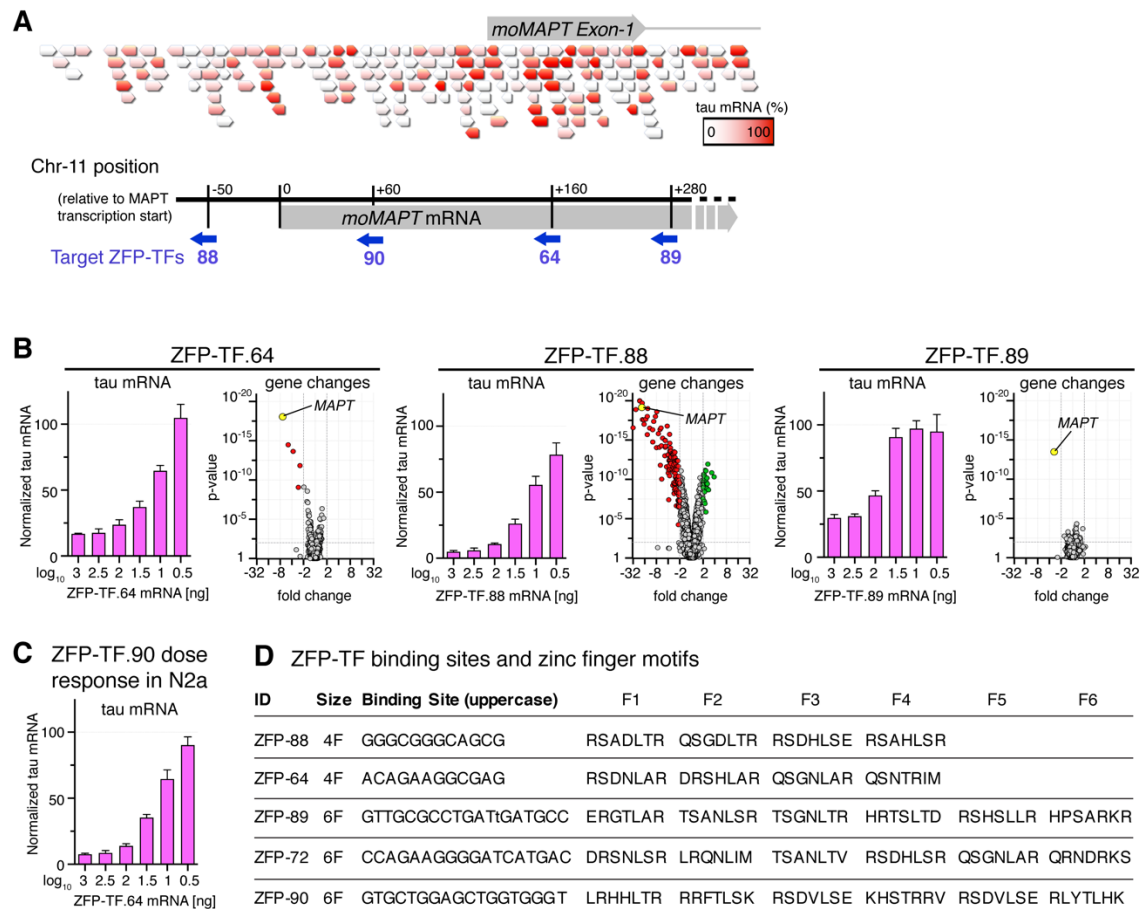 A
moMAPT Exon-1
tau mRNA (%)
0 100
Chr-11 position
(relative to MAPT
transcription start)
-50 0 +60 +160 +280
moMAPT mRNA
Target ZFP-TFs 88 90 64 89
B
ZFP-TF.64
tau mRNA
Normalized tau mRNA
100
50
0
log10 3 2.5 2 1.5 1 0.5
ZFP-TF.64 mRNA [ng]
gene changes
MAPT
p-value
10-20
10-15
10-10
10-5
1
-32 -8 -2 2 8 32
fold change
ZFP-TF.88
tau mRNA
Normalized tau mRNA
100
50
0
3 2.5 2 1.5 1 0.5
log10
ZFP-TF.88 mRNA [ng]
gene changes
MAPT
p-value
10-20
10-15
10-10
10-5
1
-32 -8 -2 2 8 32
fold change
ZFP-TF.89
tau mRNA
Normalized tau mRNA
100
50
0
3 2.5 2 1.5 1 0.5
log10
ZFP-TF.89 mRNA [ng]
gene changes
MAPT
p-value
10-20
10-15
10-10
10-5
1
-32 -8 -2 2 8 32
fold change
C ZFP-TF.90 dose
response in N2a
tau mRNA
Normalized tau mRNA
100
50
0
log10 3 2.5 2 1.5 1 0.5
ZFP-TF.64 mRNA [ng]
D ZFP-TF binding sites and zinc finger motifs
ID Size Binding Site (uppercase) F1 F2 F3 F4 F5 F6
ZFP-88 4F GGGCGGGCAGCG RSADLTR QSGDLTR RSDHLSE RSAHLSR
ZFP-64 4F ACAGAAGGCGAG RSDNLAR DRSHLAR QSGNLAR QSNTRIM
ZFP-89 6F GTTGCGCCTGATtGATGCC ERGTLAR TSANLSR TSGNLTR HRTSLTD RSHSLLR HPSARKR
ZFP-72 6F CCAGAAGGGGATCATGAC DRSNLSR LRQNLIM TSANLTV RSDHLSR QSGNLAR QRNDRKS
ZFP-90 6F GTGCTGGAGCTGGTGGGT LRHHLTR RRFTLSK RSDVLSE KHSTRRV RSDVLSE RLYTLHK